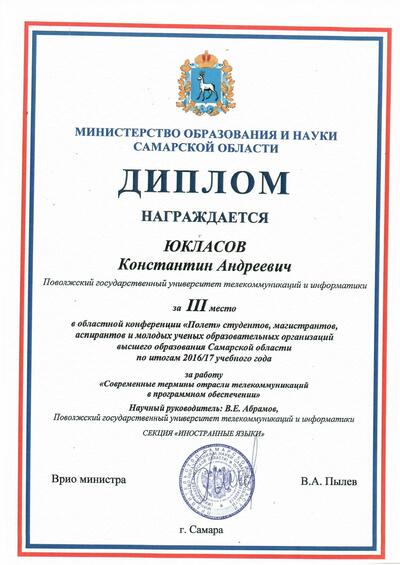 МИНИСТЕРСТВО ОБРАЗОВАНИЯ И НАУКИ
САМАРСКОЙ ОБЛАСТИ
ДИПЛОМ
НАГРАЖДАЕТСЯ
ЮКЛАСОВ
Константин Андреевич
Поволжский государственный университет телекоммуникаций и информатики
за III место
в областной конференции «Полет» студентов, магистрантов,
аспирантов и молодых ученых образовательных организаций
высшего образования Самарской области
по итогам 2016/17 учебного года
за работу
«Современные термины отрасли телекоммуникаций
в программном обеспечении»
Научный руководитель: В.Е. Абрамов,
Поволжский государственный университет телекоммуникаций и информатики
СЕКЦИЯ «ИНОСТРАННЫЕ ЯЗЫКИ»
Врио министра
В.А. Пылев
г. Самара